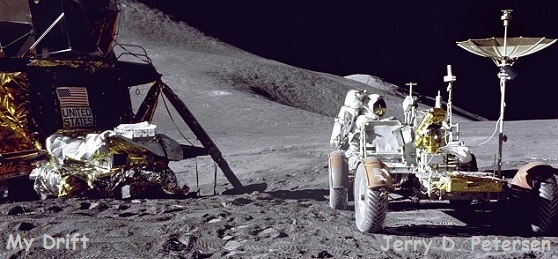 UNITED
STATES
My Drift
Jerry D. Petersen